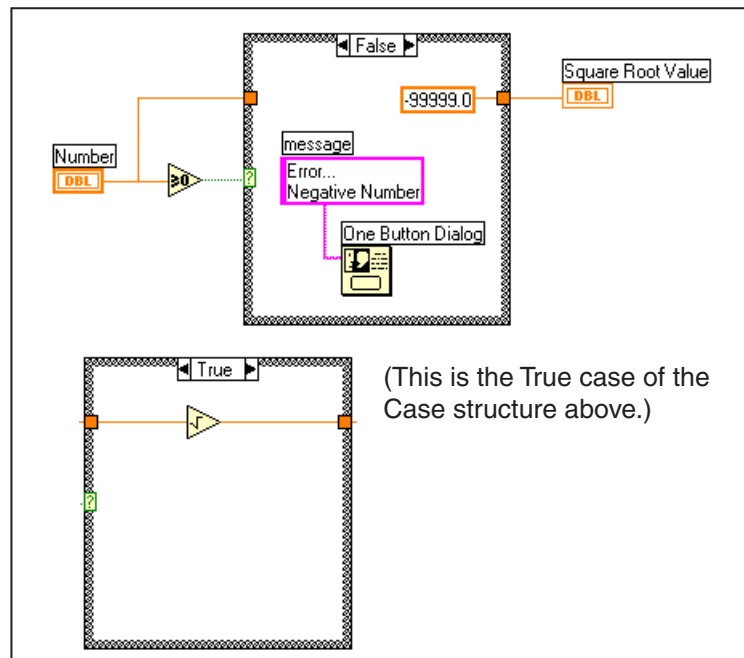 False
Square Root Value
-99999.0
DBL
message
Number
Error...
DBL
≥0
?
Negative Number
One Button Dialog
True
(This is the True case of the
Case structure above.)
√
?